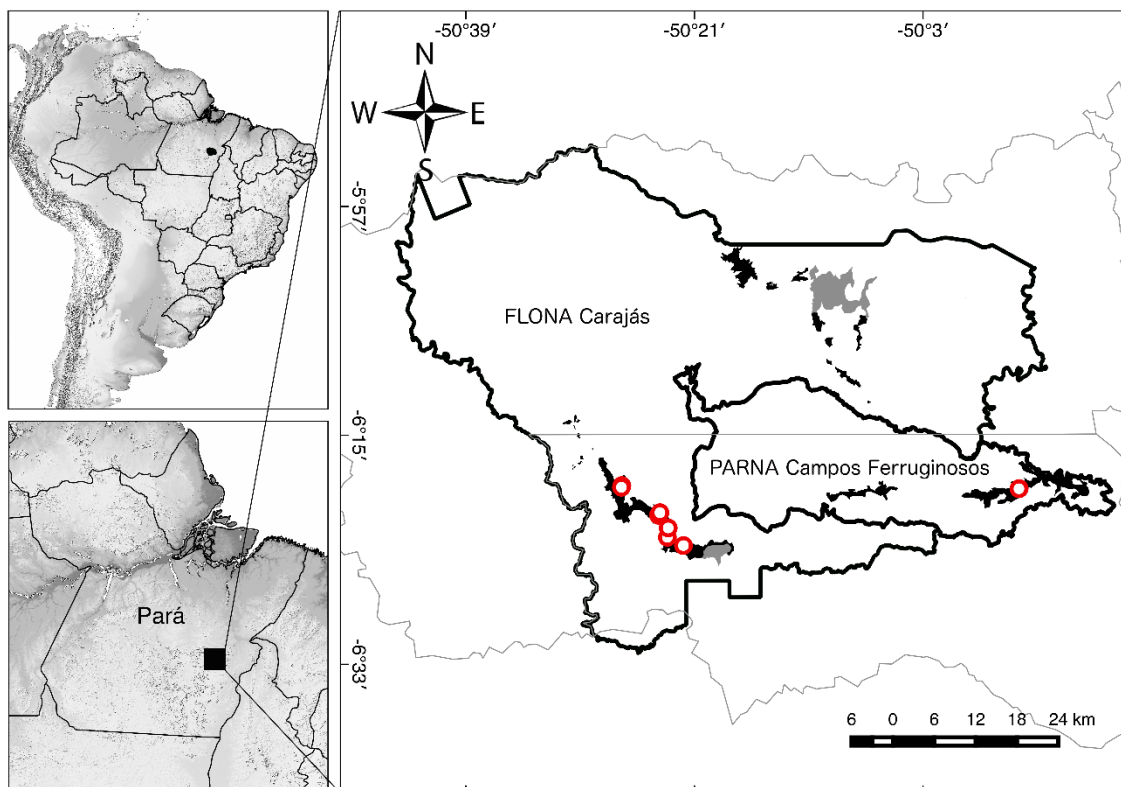 -50°39′ -50°21′ -50°3′
N
W E
S
-5°57′
FLONA Carajás
-6°15′
PARNA Campos Ferruginosos
Pará
-6°33′
6 0 6 12 18 24 km